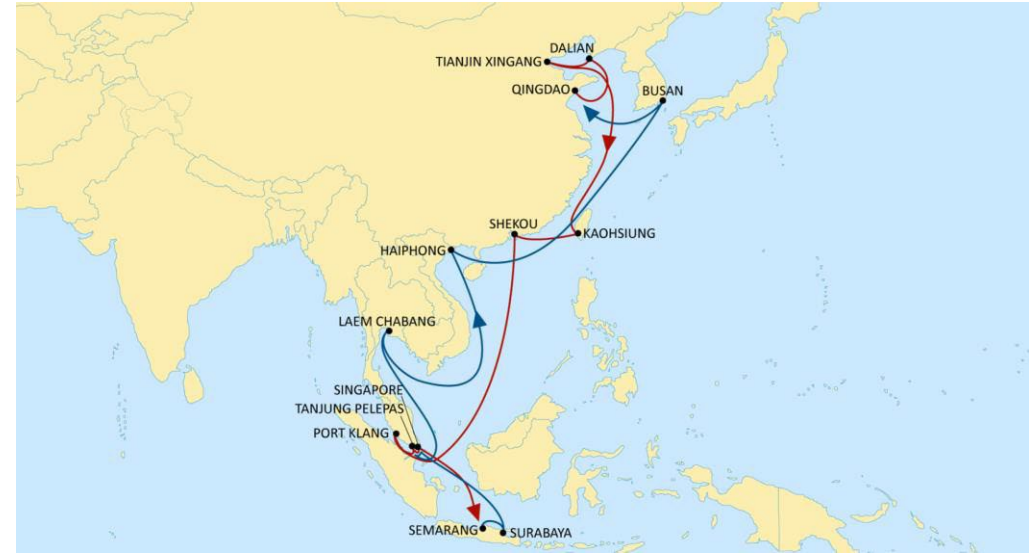 DALIAN
TIANJIN XINGANG
QINGDAO
BUSAN
SHEKOU
KAOHSIUNG
HAIPHONG
LAEM CHABANG
SINGAPORE
TANJUNG PELEPAS
PORT KLANG
SEMARANG
SURABAYA